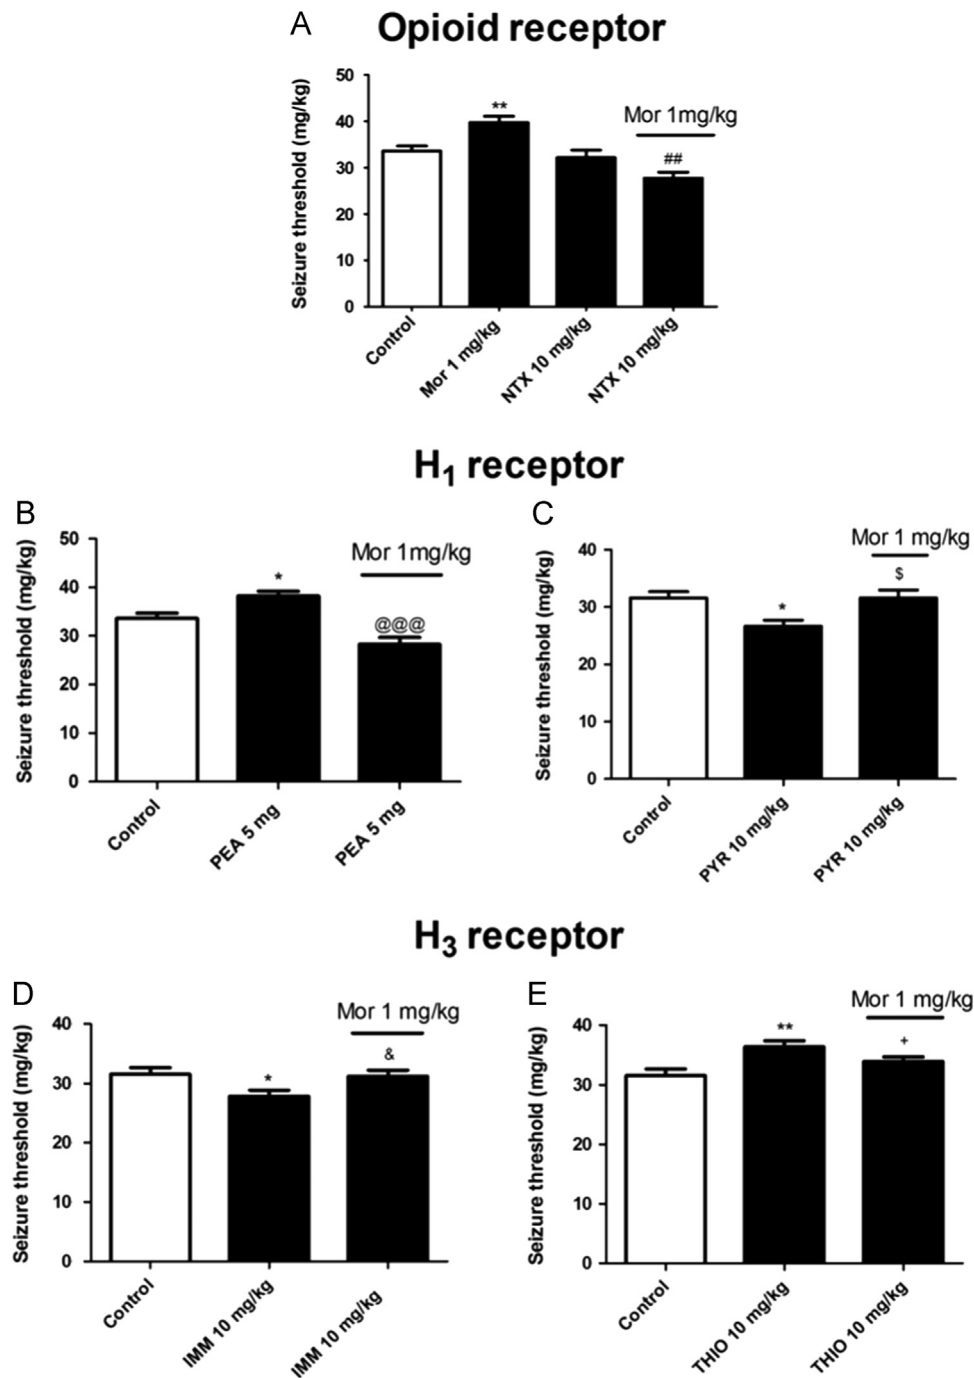 A
Opioid receptor
Seizure threshold (mg/kg)
50
40
30
20
10
0
**
Mor 1mg/kg
##
Control
Mor 1 mg/kg
NTX 10 mg/kg
NTX 10 mg/kg
H1 receptor
B
Seizure threshold (mg/kg)
50
40
30
20
10
0
*
Mor 1mg/kg
@@@
Control
PEA 5 mg
PEA 5 mg
C
Seizure threshold (mg/kg)
40
30
20
10
0
*
Mor 1 mg/kg
$
Control
PYR 10 mg/kg
PYR 10 mg/kg
H3 receptor
D
Seizure threshold (mg/kg)
40
30
20
10
0
*
Mor 1 mg/kg
&
Control
IMM 10 mg/kg
IMM 10 mg/kg
E
Seizure threshold (mg/kg)
40
30
20
10
0
**
Mor 1 mg/kg
+
Control
THIO 10 mg/kg
THIO 10 mg/kg